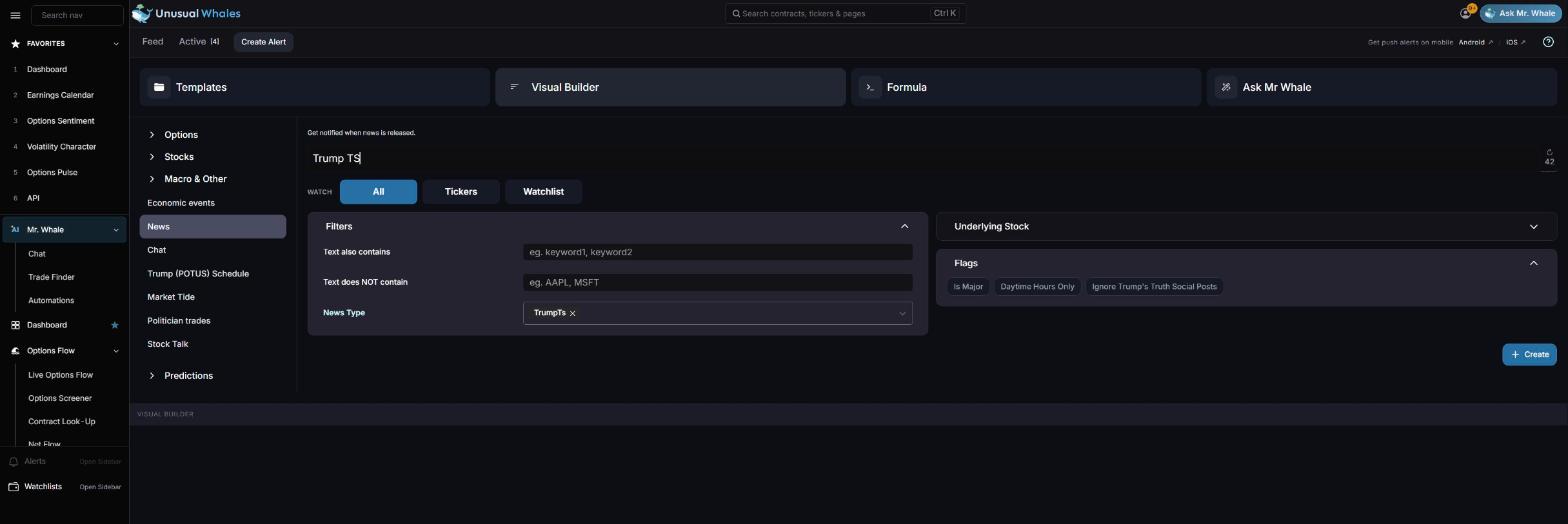 Search nav
Unusual Whales
Search contracts, tickers & pages
Ctrl K
9+
Ask Mr. Whale
FAVORITES
1 Dashboard
2 Earnings Calendar
3 Options Sentiment
4 Volatility Character
5 Options Pulse
6 API
AI Mr. Whale
Chat
Trade Finder
Automations
Dashboard
Options Flow
Live Options Flow
Options Screener
Contract Look-Up
Net Flow
Alerts Open Sidebar
Watchlists Open Sidebar
Feed Active (4) Create Alert
Get push alerts on mobile Android ↗ | iOS ↗
Templates
Visual Builder
Formula
Ask Mr Whale
Options
Stocks
Macro & Other
Economic events
News
Chat
Trump (POTUS) Schedule
Market Tide
Politician trades
Stock Talk
Predictions
Get notified when news is released.
Trump TS
42
WATCH All Tickers Watchlist
Filters
Text also contains eg. keyword1, keyword2
Text does NOT contain eg. AAPL, MSFT
News Type TrumpTs
Underlying Stock
Flags
Is Major Daytime Hours Only Ignore Trump's Truth Social Posts
+ Create
VISUAL BUILDER